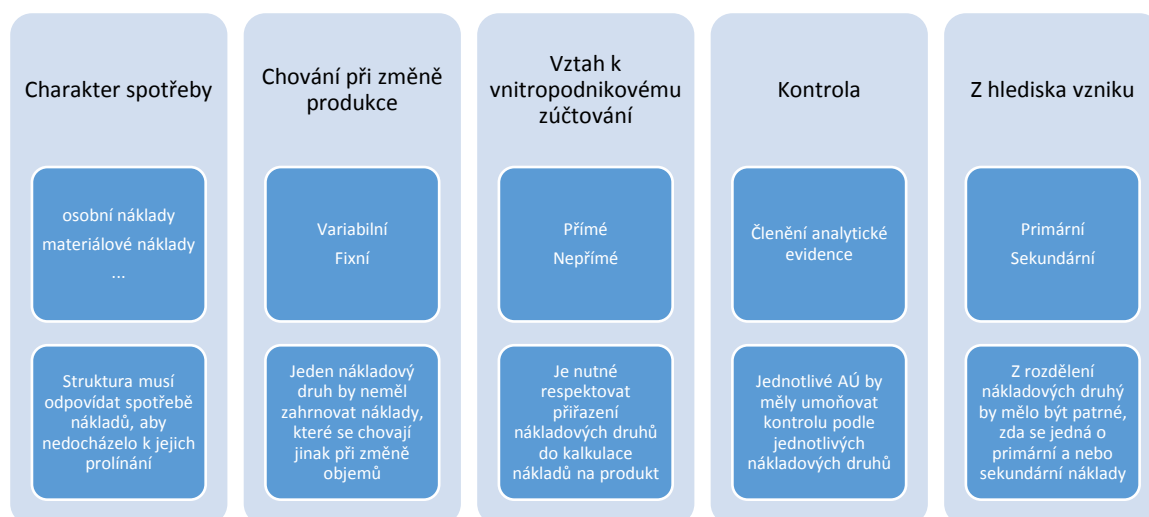 Charakter spotřeby
osobní náklady
materiálové náklady
...
Struktura musí
odpovídat spotřebě
nákladů, aby
nedocházelo k jejich
prolínání
Chování při změně
produkce
Variabilní
Fixní
Jeden nákladový
druh by neměl
zahrnovat náklady,
které se chovají
jinak při změně
objemů
Vztah k
vnitropodnikovému
zúčtování
Přímé
Nepřímé
Je nutné
respektovat
přiřazení
nákladových druhů
do kalkulace
nákladů na produkt
Kontrola
Členění analytické
evidence
Jednotlivé AÚ by
měly umoňovat
kontrolu podle
jednotlivých
nákladových druhů
Z hlediska vzniku
Primární
Sekundární
Z rozdělení
nákladových druhý
by mělo být patrné,
zda se jedná o
primární a nebo
sekundární náklady